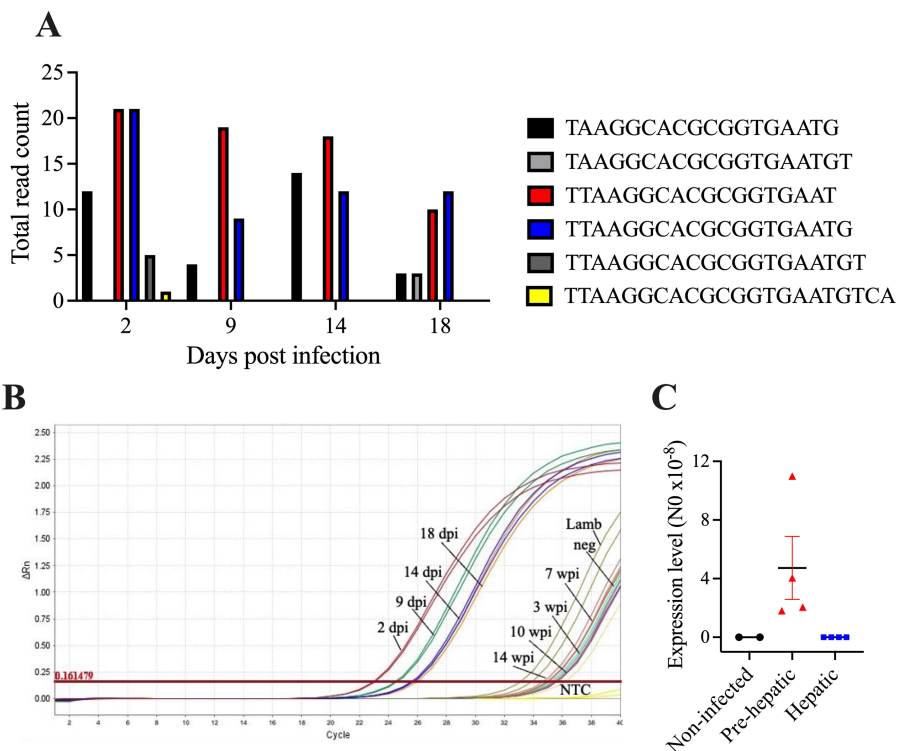 A
Total read count
25
20
15
10
5
0
2 9 14 18
Days post infection
TAAGGCACGCGGTGAATG
TAAGGCACGCGGTGAATGT
TTAAGGCACGCGGTGAAT
TTAAGGCACGCGGTGAATG
TTAAGGCACGCGGTGAATGT
TTAAGGCACGCGGTGAATGTCA
B
ΔRn
2.50
2.25
2.00
1.75
1.50
1.25
1.00
0.75
0.50
0.25
0.00
0.161479
18 dpi
14 dpi
9 dpi
2 dpi
Lamb
neg
7 wpi
3 wpi
10 wpi
14 wpi
NTC
2 4 6 8 10 12 14 16 18 20 22 24 26 28 30 32 34 36 38 40
Cycle
C
Expression level (N0 x10-8)
12
8
4
0
Non-infected
Pre-hepatic
Hepatic